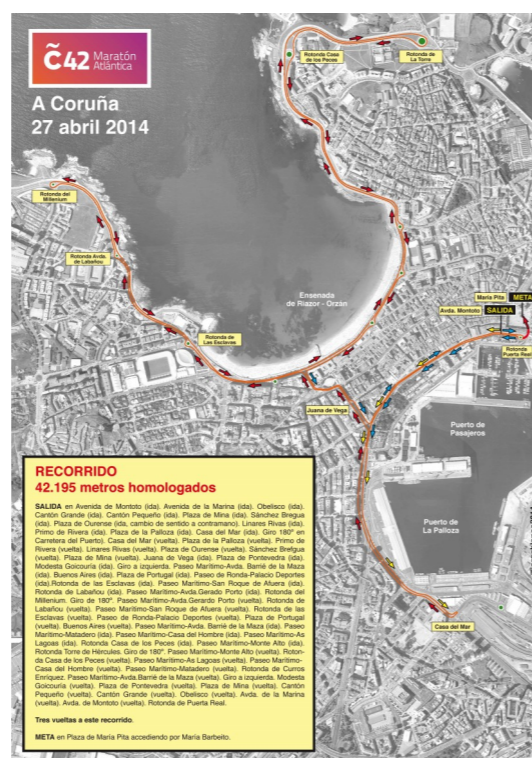 C42 Maratón
Atlántica
A Coruña
27 abril 2014
Rotonda Casa
de los Peces
Rotonda de
La Torre
Rotonda del
Millenium
Rotonda Avda.
de Labañou
Ensenada
de Riazor - Orzán
María Pita META
Avda. Montoto SALIDA
Rotonda de
Las Esclavas
Rotonda
Puerta Real
Juana de Vega
Puerto de
Pasajeros
Puerto de
La Palloza
Casa del Mar
RECORRIDO
42.195 metros homologados
SALIDA en Avenida de Montoto (ida). Avenida de la Marina (ida). Obelisco (ida).
Cantón Grande (ida). Cantón Pequeño (ida). Plaza de Mina (ida). Sánchez Bregua
(ida). Plaza de Ourense (ida, cambio de sentido a contramano). Linares Rivas (ida).
Primo de Rivera (ida). Plaza de la Palloza (ida). Casa del Mar (ida). Giro 180º en
Carretera del Puerto). Casa del Mar (vuelta). Plaza de la Palloza (vuelta). Primo de
Rivera (vuelta). Linares Rivas (vuelta). Plaza de Ourense (vuelta). Sánchez Brefgua
(vuelta). Plaza de Mina (vuelta). Juana de Vega (ida). Plaza de Pontevedra (ida).
Modesta Goicouría (ida). Giro a izquierda. Paseo Marítimo-Avda. Barrié de la Maza
(ida). Buenos Aires (ida). Plaza de Portugal (ida). Paseo de Ronda-Palacio Deportes
(ida).Rotonda de las Esclavas (ida). Paseo Marítimo-San Roque de Afuera (ida).
Rotonda de Labañou (ida). Paseo Marítimo-Avda.Gerado Porto (ida). Rotonda del
Millenium. Giro de 180º. Paseo Marítimo-Avda.Gerardo Porto (vuelta). Rotonda de
Labañou (vuelta). Paseo Marítimo-San Roque de Afuera (vuelta). Rotonda de las
Esclavas (vuelta). Paseo de Ronda-Palacio Deportes (vuelta). Plaza de Portugal
(vuelta). Buenos Aires (vuelta). Paseo Marítimo-Avda. Barrié de la Maza (ida). Paseo
Marítimo-Matadero (ida). Paseo Marítimo-Casa del Hombre (ida). Paseo Marítimo-As
Lagoas (ida). Rotonda Casa de los Peces (ida). Paseo Marítimo-Monte Alto (ida).
Rotonda Torre de Hércules. Giro de 180º. Paseo Marítimo-Monte Alto (vuelta). Roton-
da Casa de los Peces (vuelta). Paseo Marítimo-As Lagoas (vuelta). Paseo Marítimo-
Casa del Hombre (vuelta). Paseo Marítimo-Matadero (vuelta). Rotonda de Curros
Enríquez. Paseo Marítimo-Avda.Barrié de la Maza (vuelta). Giro a izquierda. Modesta
Goicouría (vuelta). Plaza de Pontevedra (vuelta). Plaza de Mina (vuelta). Cantón
Pequeño (vuelta). Cantón Grande (vuelta). Obelisco (vuelta). Avda. de la Marina
(vuelta). Avda. de Montoto (vuelta). Rotonda de Puerta Real.
Tres vueltas a este recorrido.
META en Plaza de María Pita accediendo por María Barbeito.